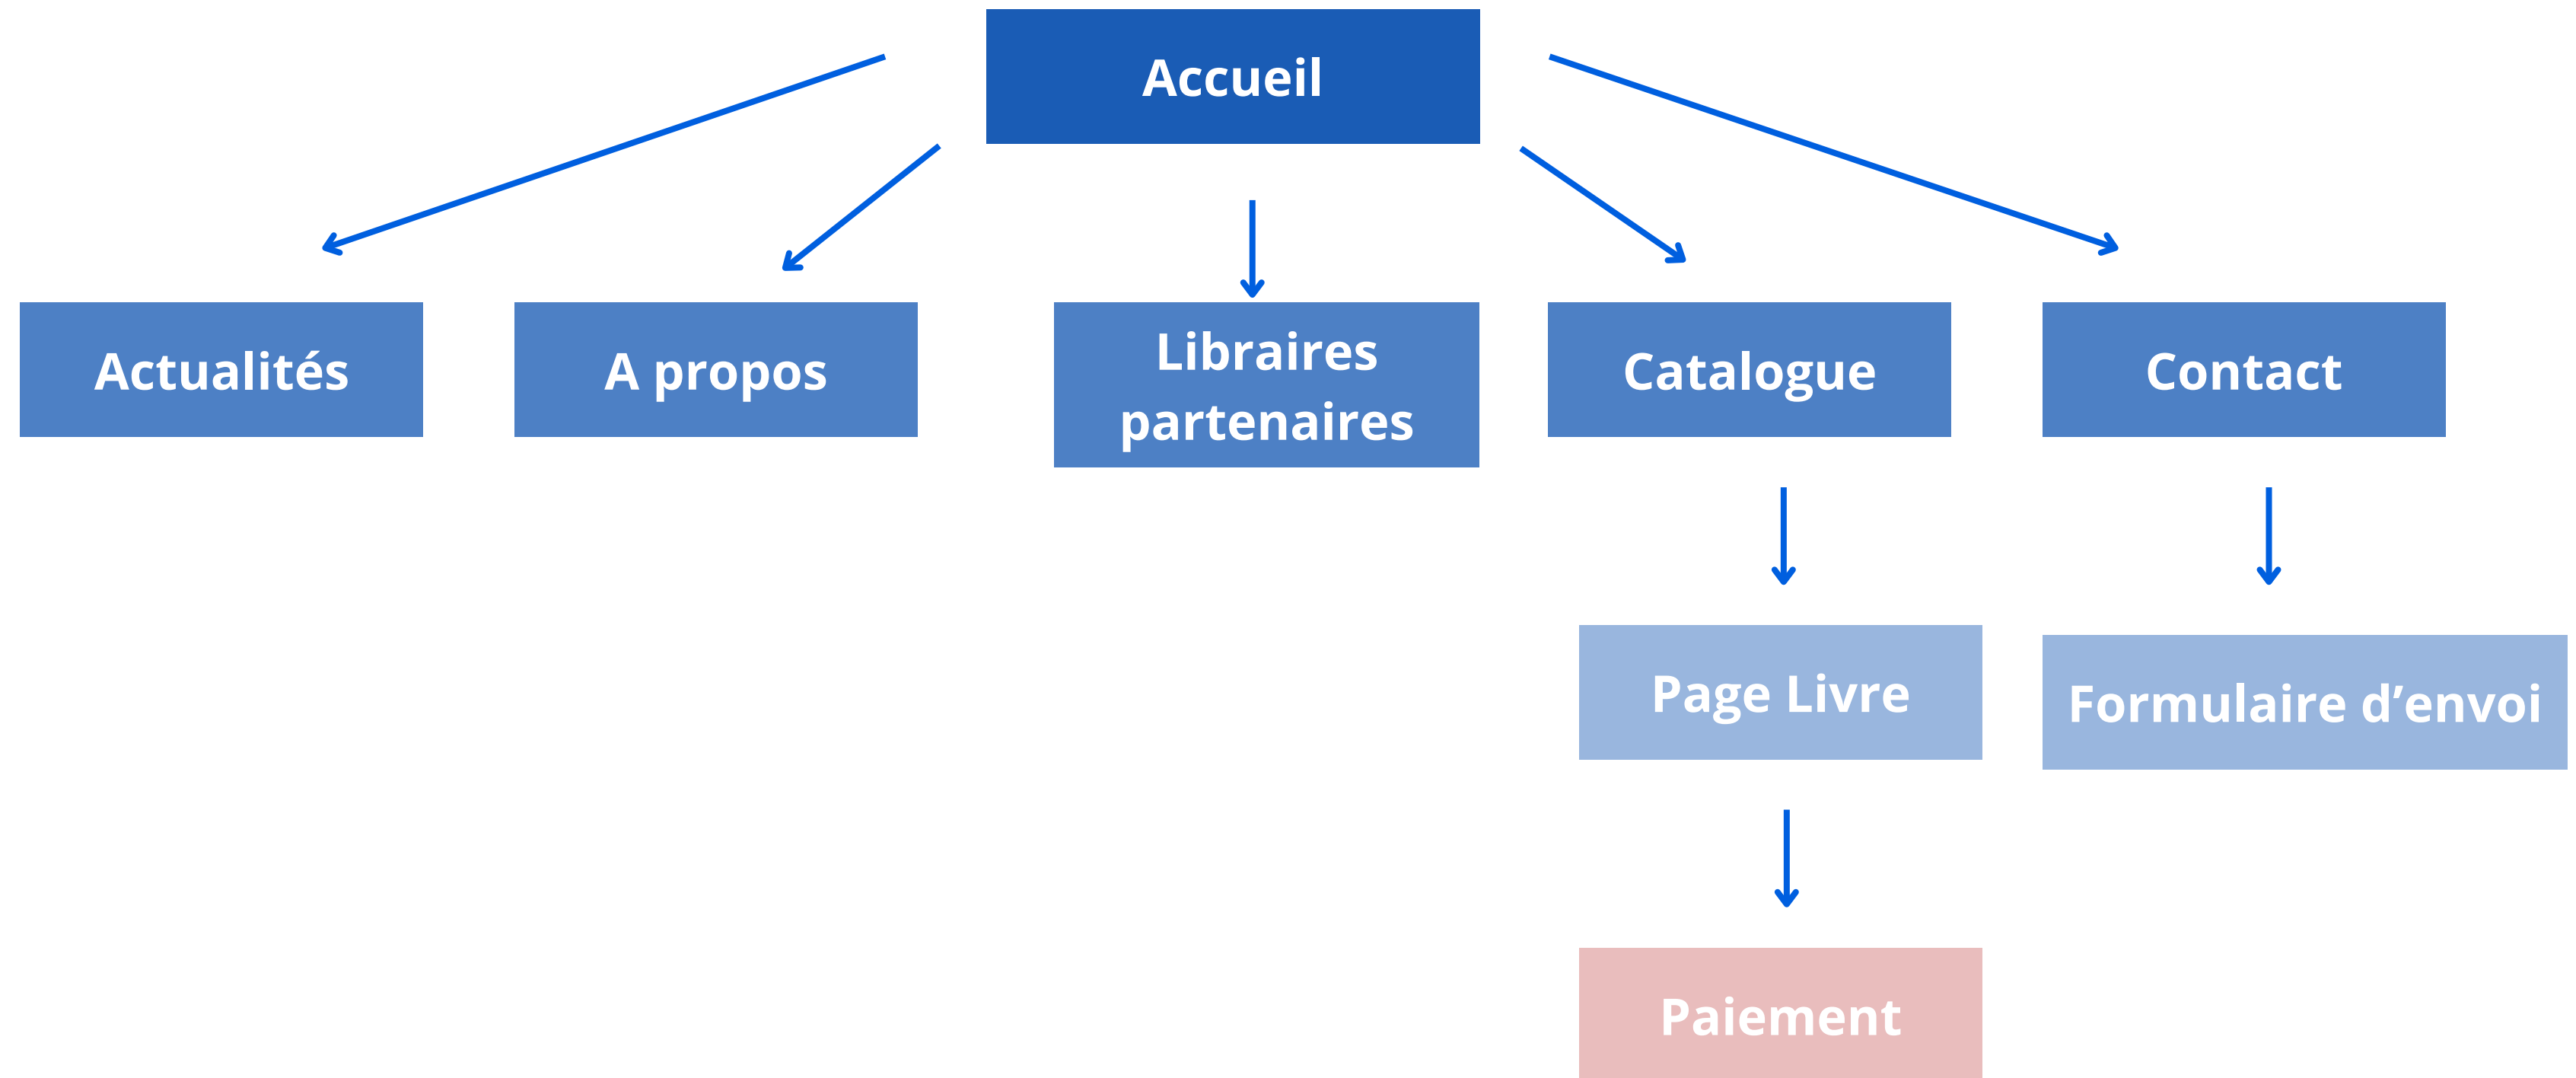 Accueil
Actualités
A propos
Libraires
partenaires
Catalogue
Contact
Page Livre
Formulaire d’envoi
Paiement